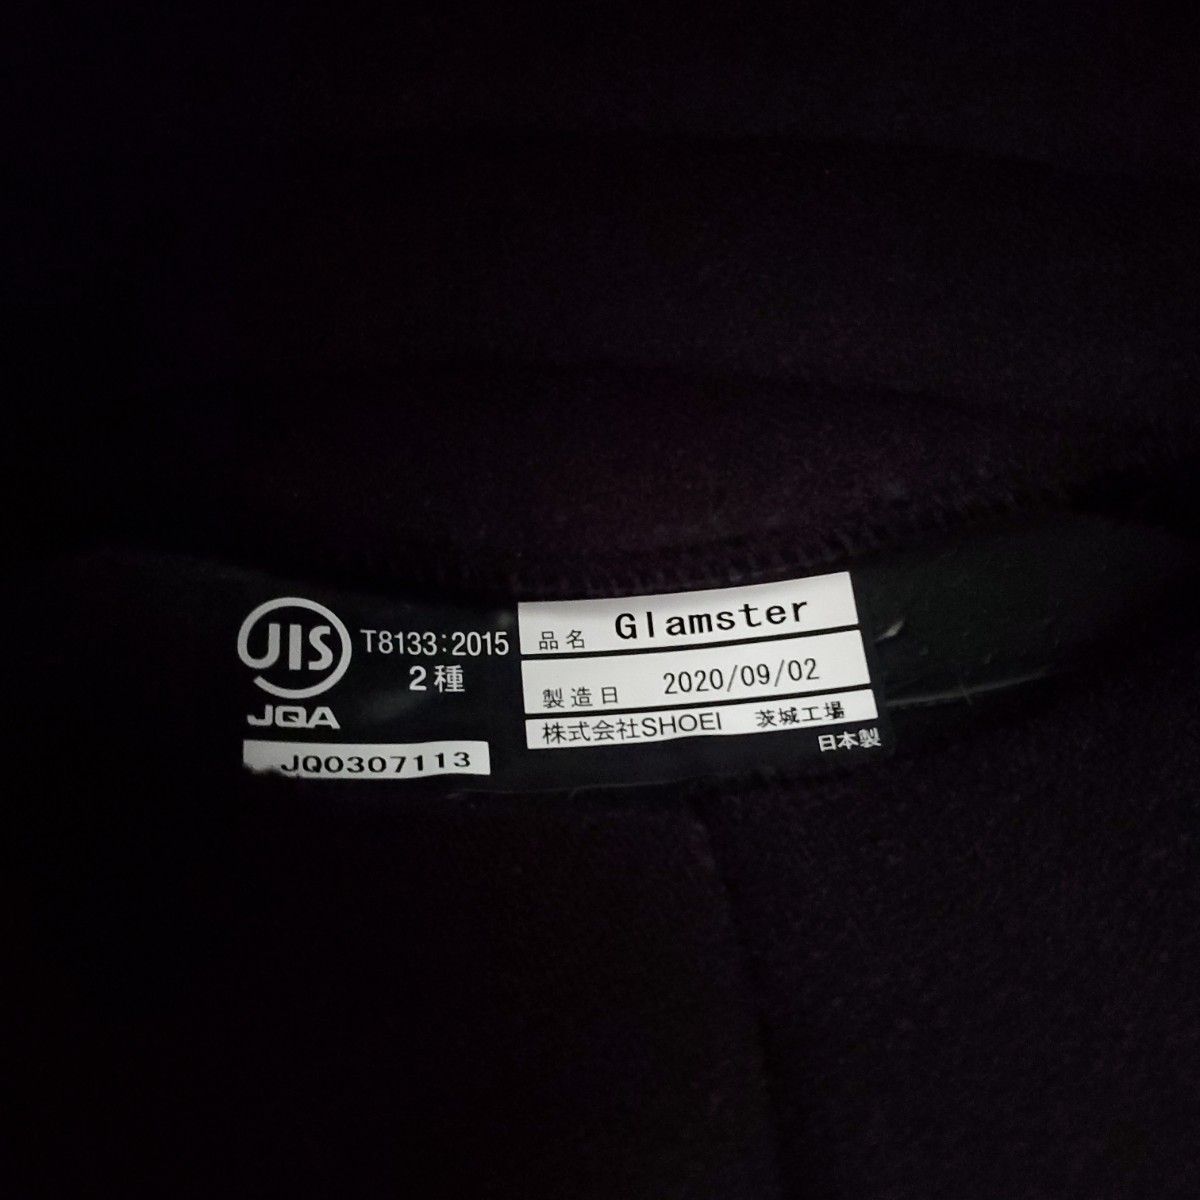 JIS
T8133:2015
2種
JQA
JQ0307113
品名 Glamster
製造日 2020/09/02
株式会社SHOEI 茨城工場
日本製